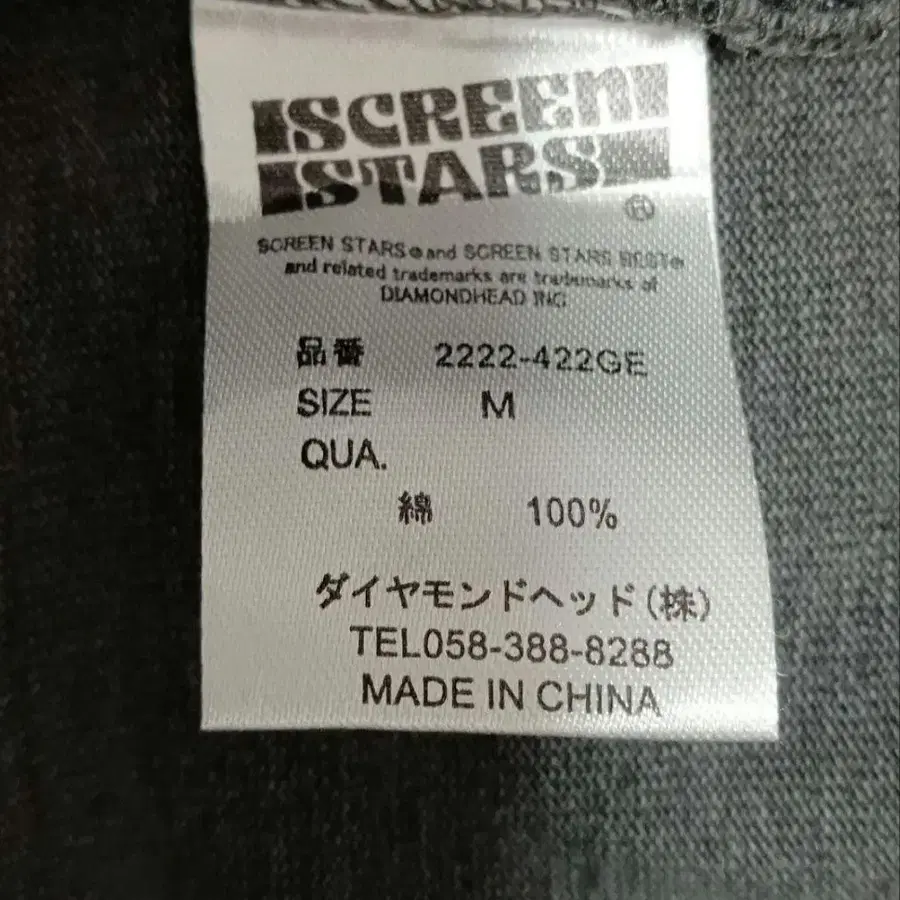 SCREEN
STARS
®
SCREEN STARS® and SCREEN STARS BEST®
and related trademarks are trademarks of
DIAMONDHEAD INC
品番 2222-422GE
SIZE M
QUA.
綿 100%
ダイヤモンドヘッド(株)
TEL058-388-8288
MADE IN CHINA